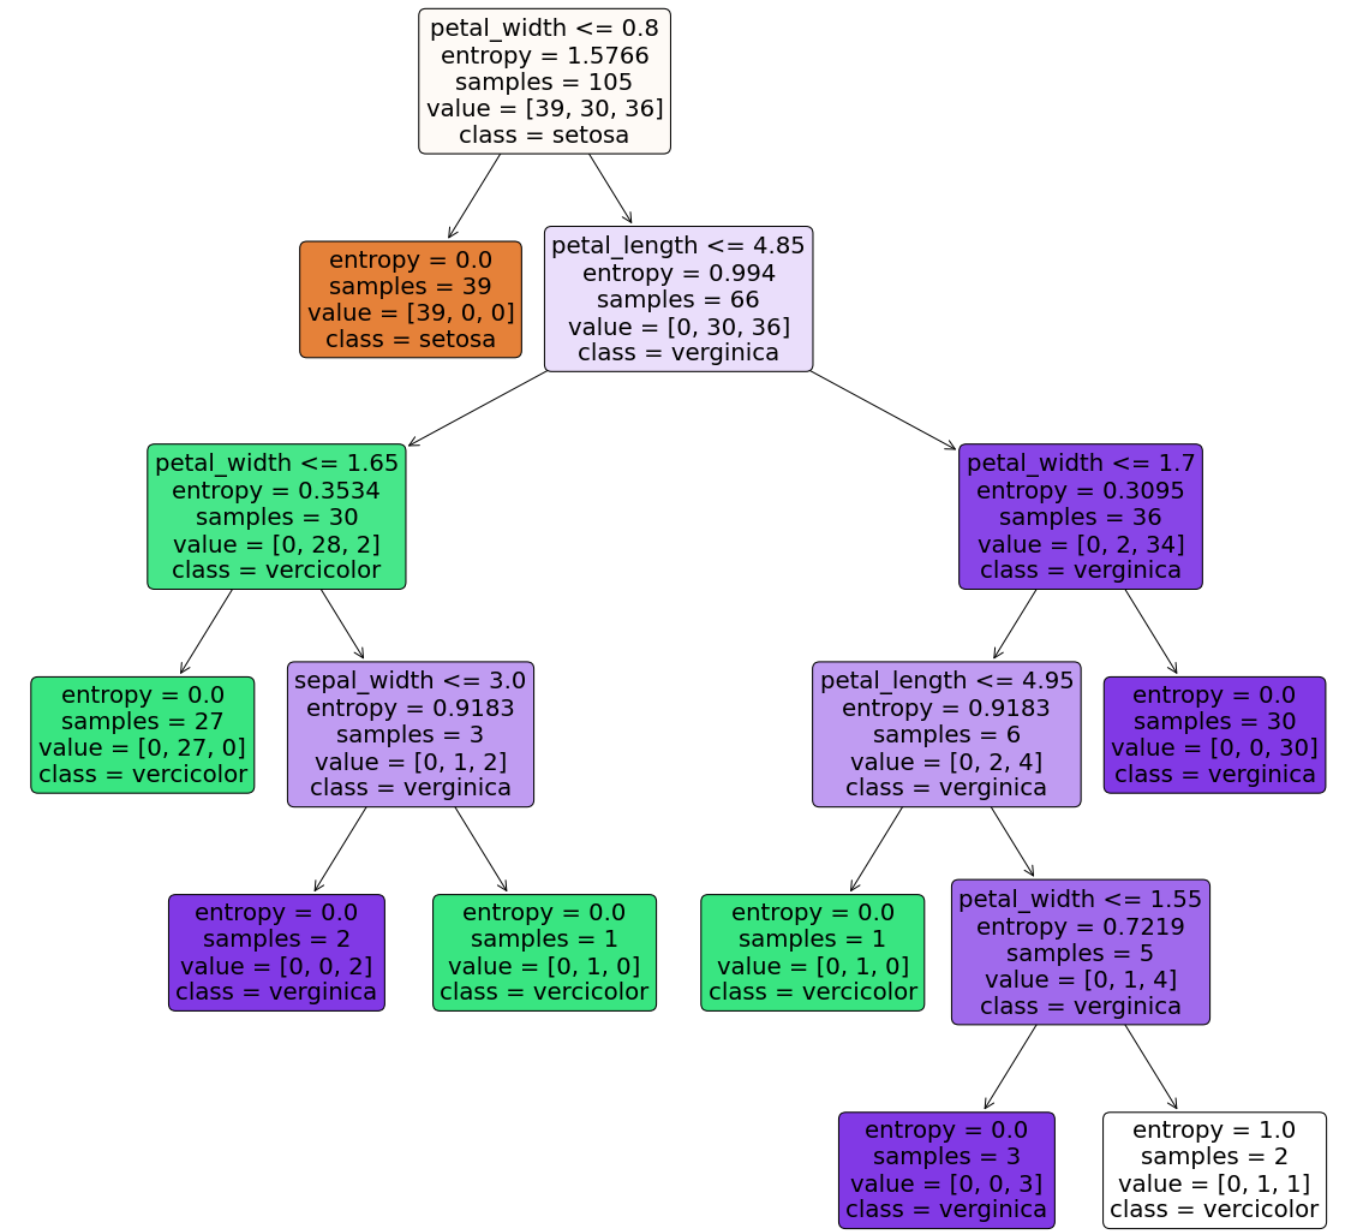 petal_width <= 0.8
entropy = 1.5766
samples = 105
value = [39, 30, 36]
class = setosa
entropy = 0.0
samples = 39
value = [39, 0, 0]
class = setosa
petal_length <= 4.85
entropy = 0.994
samples = 66
value = [0, 30, 36]
class = verginica
petal_width <= 1.65
entropy = 0.3534
samples = 30
value = [0, 28, 2]
class = vercicolor
petal_width <= 1.7
entropy = 0.3095
samples = 36
value = [0, 2, 34]
class = verginica
entropy = 0.0
samples = 27
value = [0, 27, 0]
class = vercicolor
sepal_width <= 3.0
entropy = 0.9183
samples = 3
value = [0, 1, 2]
class = verginica
petal_length <= 4.95
entropy = 0.9183
samples = 6
value = [0, 2, 4]
class = verginica
entropy = 0.0
samples = 30
value = [0, 0, 30]
class = verginica
entropy = 0.0
samples = 2
value = [0, 0, 2]
class = verginica
entropy = 0.0
samples = 1
value = [0, 1, 0]
class = vercicolor
entropy = 0.0
samples = 1
value = [0, 1, 0]
class = vercicolor
petal_width <= 1.55
entropy = 0.7219
samples = 5
value = [0, 1, 4]
class = verginica
entropy = 0.0
samples = 3
value = [0, 0, 3]
class = verginica
entropy = 1.0
samples = 2
value = [0, 1, 1]
class = vercicolor